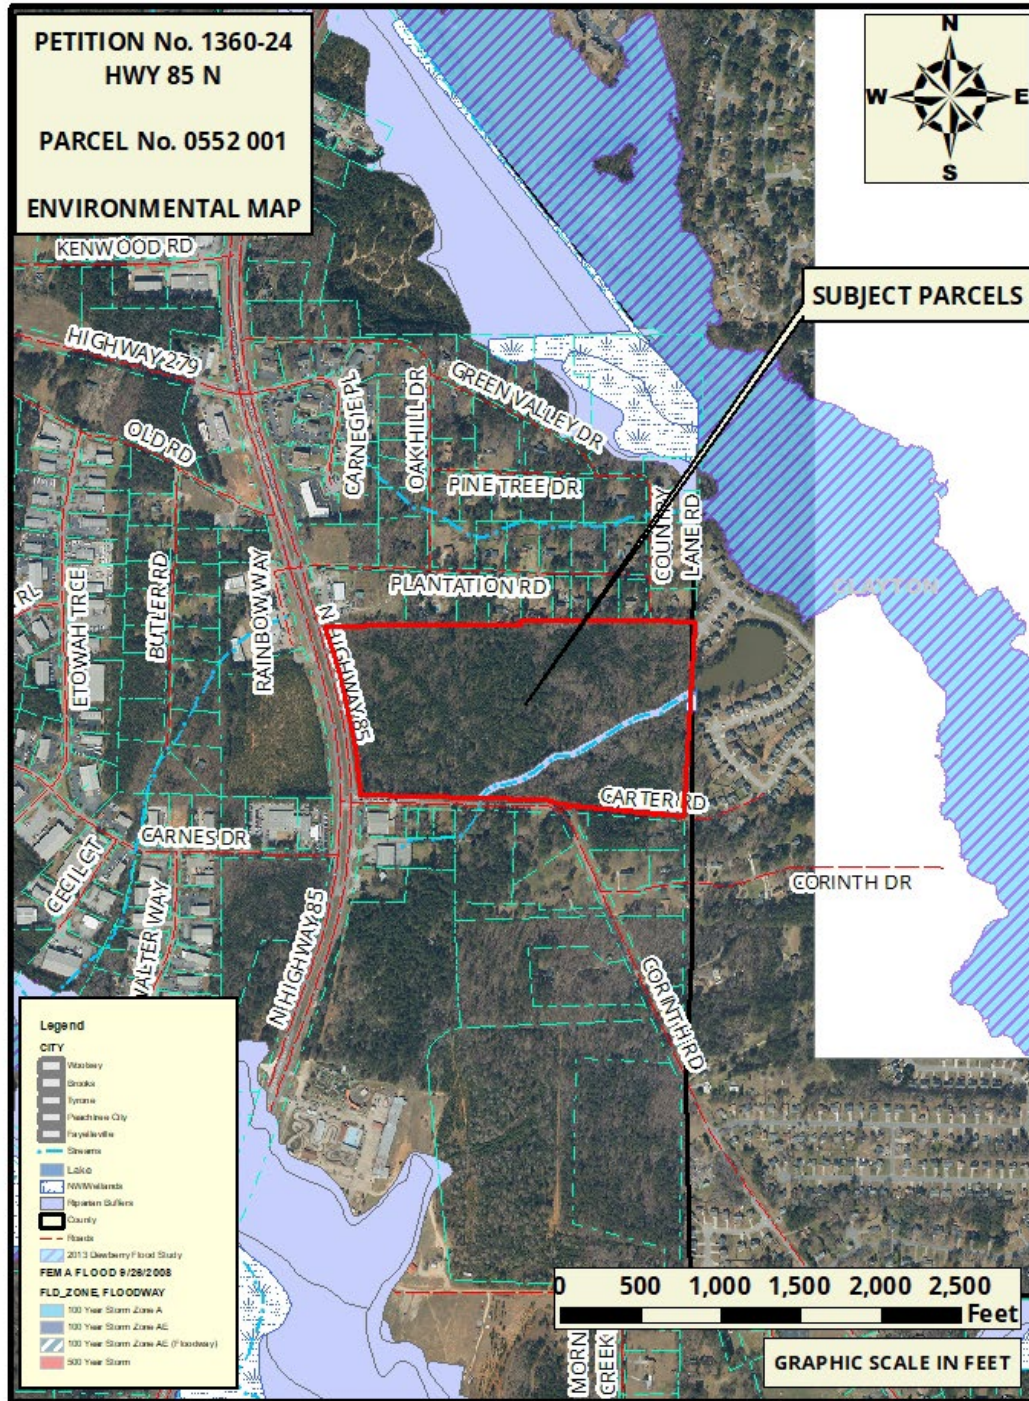 PETITION No. 1360-24
HWY 85 N
PARCEL No. 0552 001
ENVIRONMENTAL MAP
N
W
E
S
SUBJECT PARCELS
KENWOOD RD
HIGHWAY 279
OLD RD
CARNEGIE PL
OAK HILL DR
GREEN VALLEY DR
PINE TREE DR
COUNTRY
LANE RD
PLANTATION RD
CLAYTON
RL
ETOWAH TRCE
BUTLER RD
RAINBOW WAY
N HIGHWAY 85
CARTER RD
CARNES DR
CECIL CT
WALTER WAY
CORINTH DR
N HIGHWAY 85
CORINTH RD
Legend
CITY
Woolsey
Brooks
Tyrone
Peachtree City
Fayetteville
Streams
Lake
NWIWetlands
Riparian Buffers
County
Roads
2013 Dewberry Flood Study
FEMA FLOOD 9/26/2008
FLD_ZONE, FLOODWAY
100 Year Storm Zone A
100 Year Storm Zone AE
100 Year Storm Zone AE (Floodway)
500 Year Storm
0 500 1,000 1,500 2,000 2,500
Feet
MORN
CREEK
GRAPHIC SCALE IN FEET